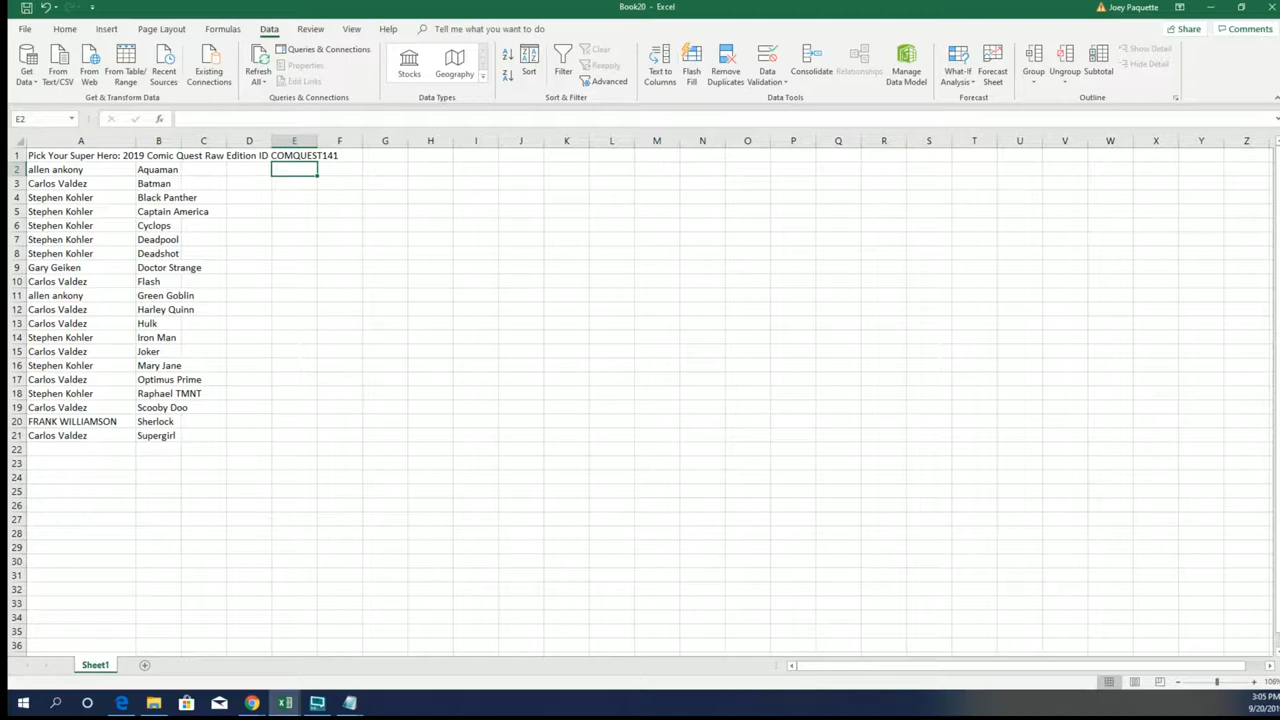 Book20 - Excel
Joey Paquette
File Home Insert Page Layout Formulas Data Review View Help Tell me what you want to do Share Comments
Get Data From Text/CSV From Web From Table/ Range Recent Sources Existing Connections
Get & Transform Data
Refresh All Queries & Connections Properties Edit Links
Queries & Connections
Stocks Geography
Data Types
Sort Filter Clear Reapply Advanced
Sort & Filter
Text to Columns Flash Fill Remove Duplicates Data Validation Consolidate Relationships Manage Data Model
Data Tools
What-If Analysis Forecast Sheet
Forecast
Group Ungroup Subtotal Show Detail Hide Detail
Outline
E2 fx
A B C D E F G H I J K L M N O P Q R S T U V W X Y Z
1 Pick Your Super Hero: 2019 Comic Quest Raw Edition ID COMQUEST141
2 allen ankony Aquaman
3 Carlos Valdez Batman
4 Stephen Kohler Black Panther
5 Stephen Kohler Captain America
6 Stephen Kohler Cyclops
7 Stephen Kohler Deadpool
8 Stephen Kohler Deadshot
9 Gary Geiken Doctor Strange
10 Carlos Valdez Flash
11 allen ankony Green Goblin
12 Carlos Valdez Harley Quinn
13 Carlos Valdez Hulk
14 Stephen Kohler Iron Man
15 Carlos Valdez Joker
16 Stephen Kohler Mary Jane
17 Carlos Valdez Optimus Prime
18 Stephen Kohler Raphael TMNT
19 Carlos Valdez Scooby Doo
20 FRANK WILLIAMSON Sherlock
21 Carlos Valdez Supergirl
22
23
24
25
26
27
28
29
30
31
32
33
34
35
36
Sheet1
106%
3:05 PM
9/20/201